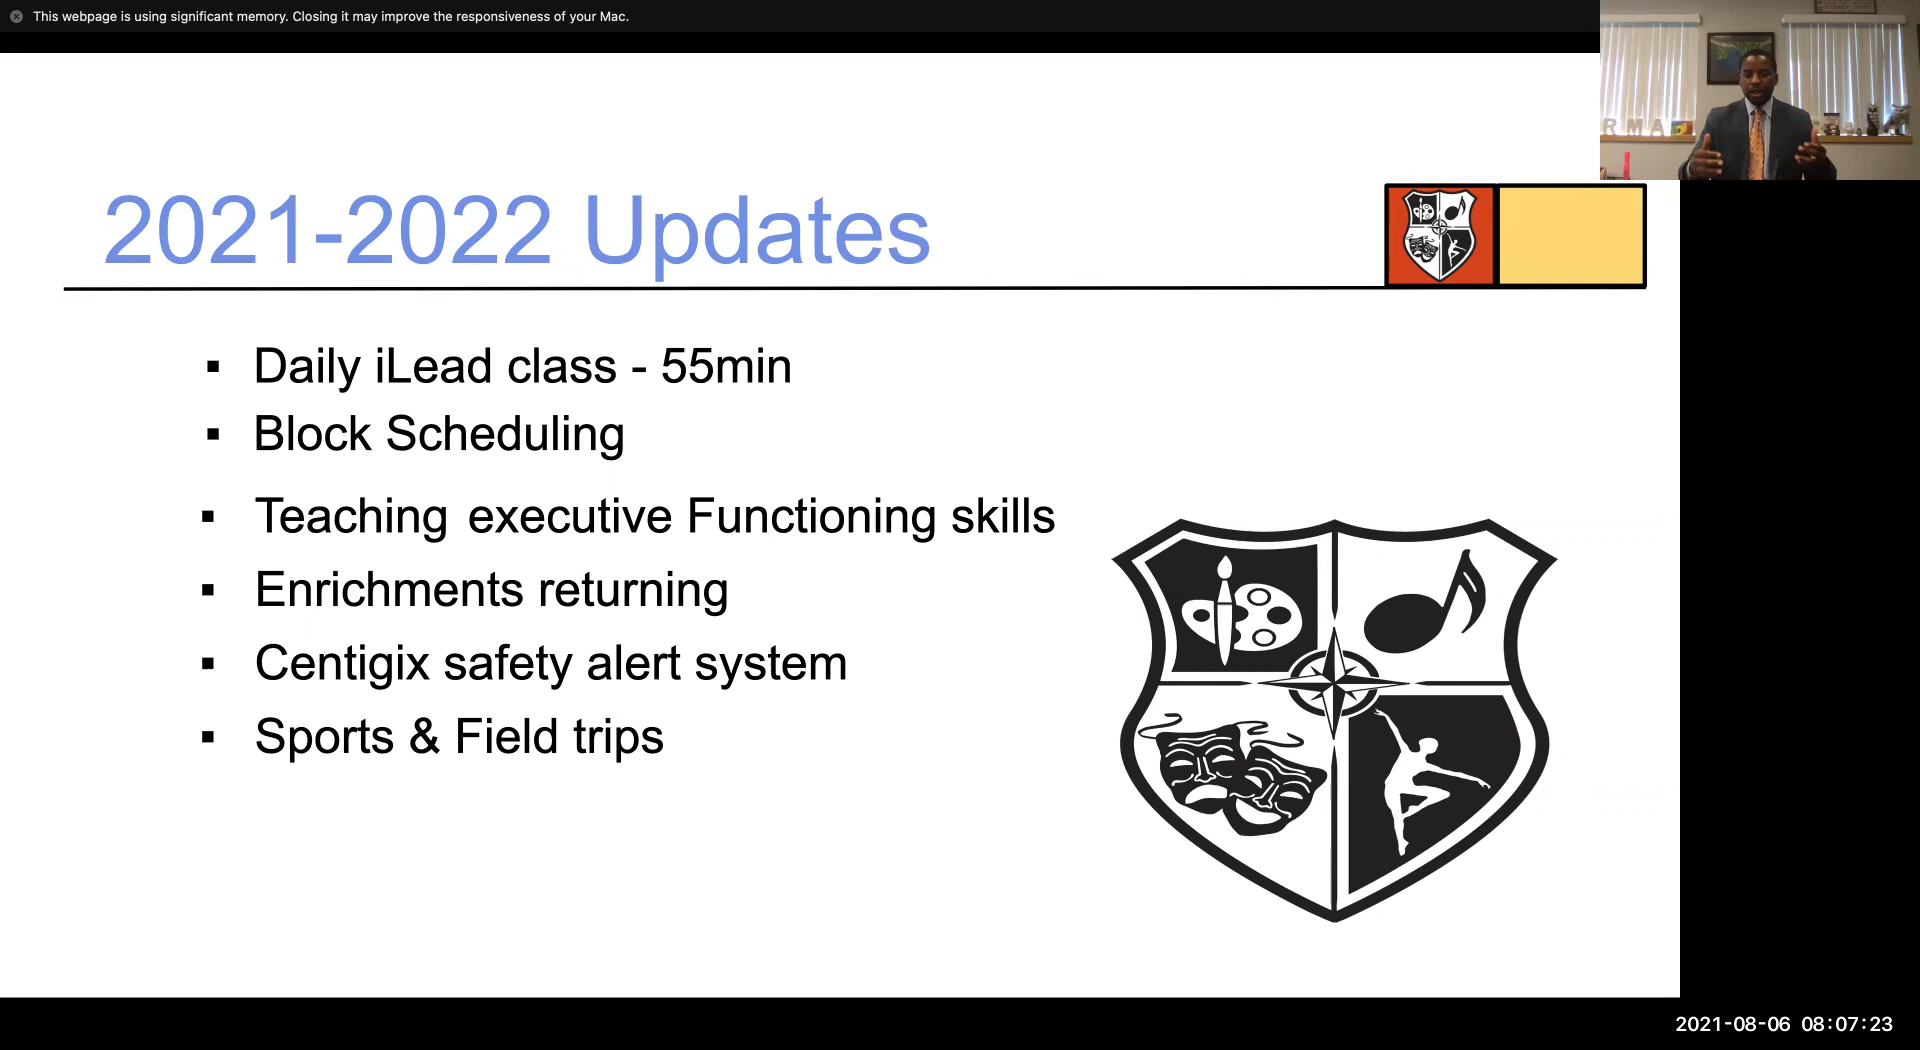 This webpage is using significant memory. Closing it may improve the responsiveness of your Mac.
RMA
2021-2022 Updates
▪ Daily iLead class - 55min
▪ Block Scheduling
▪ Teaching executive Functioning skills
▪ Enrichments returning
▪ Centigix safety alert system
▪ Sports & Field trips
2021-08-06 08:07:23